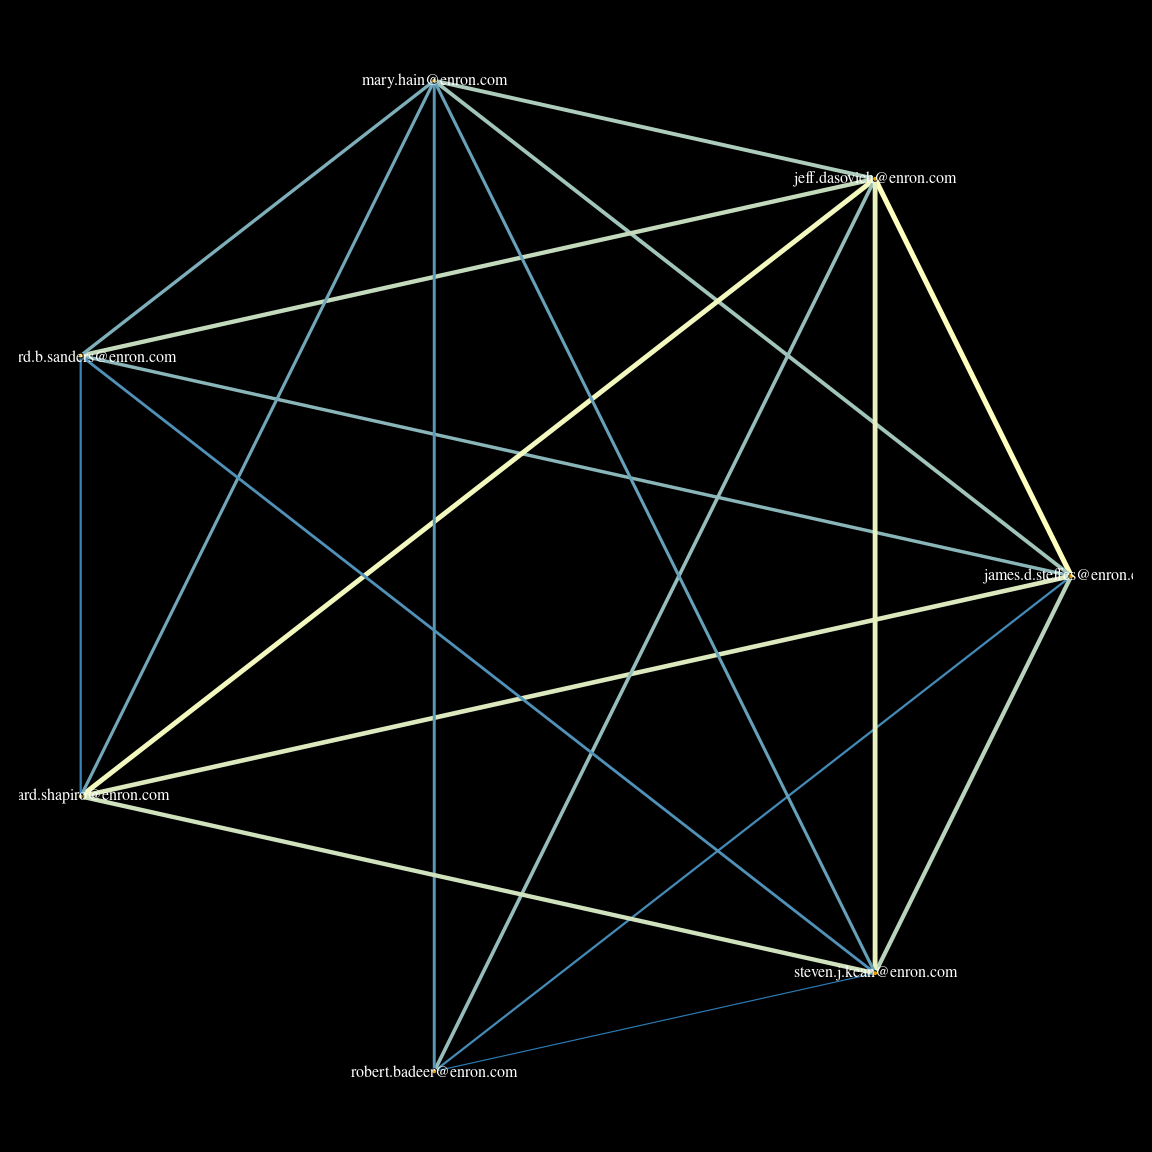 mary.hain@enron.com
jeff.dasovich@enron.com
rd.b.sanders@enron.com
james.d.steffes@enron.c
ard.shapiro@enron.com
steven.j.kean@enron.com
robert.badeer@enron.com